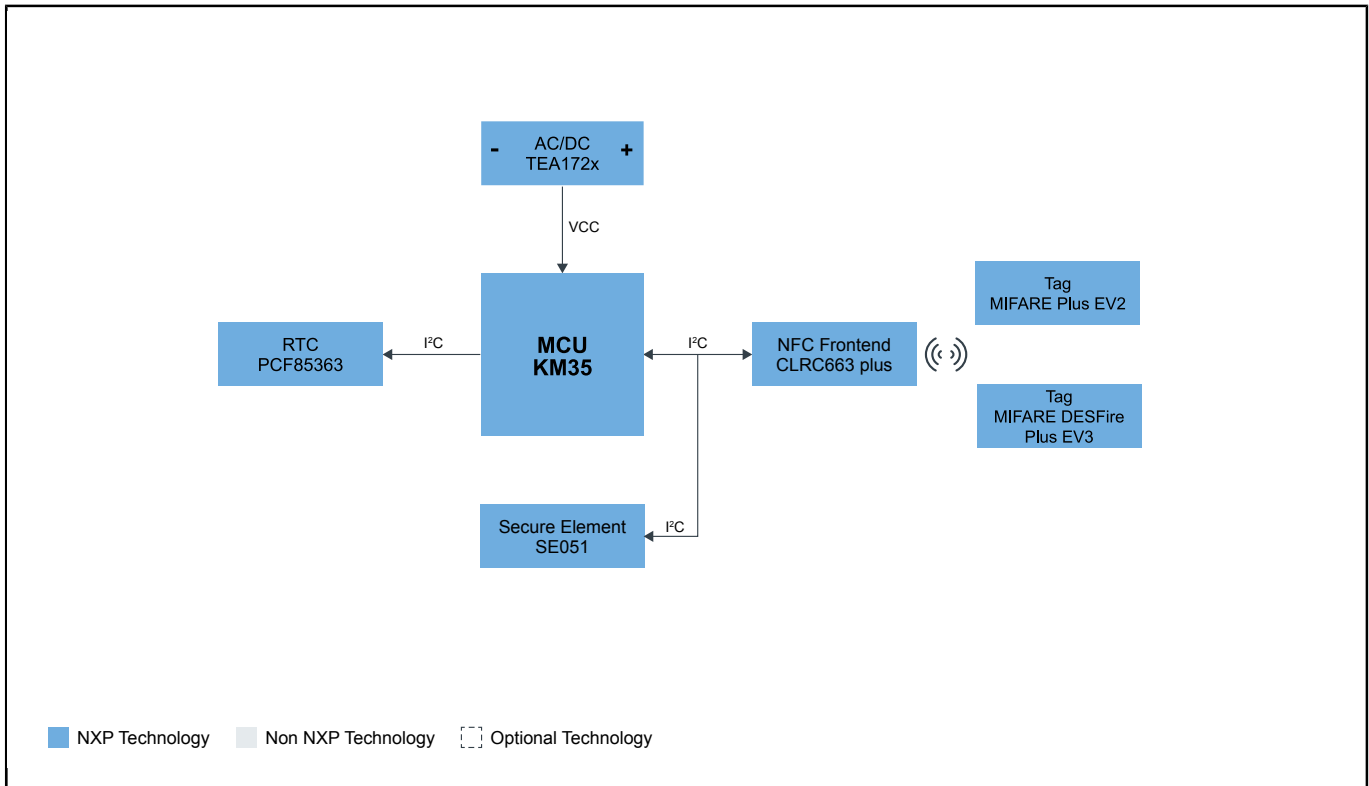 - AC/DC +
TEA172x
VCC
RTC
PCF85363
I²C
MCU
KM35
I²C
NFC Frontend
CLRC663 plus
Tag
MIFARE Plus EV2
Tag
MIFARE DESFire
Plus EV3
Secure Element
SE051
I²C
NXP Technology
Non NXP Technology
Optional Technology